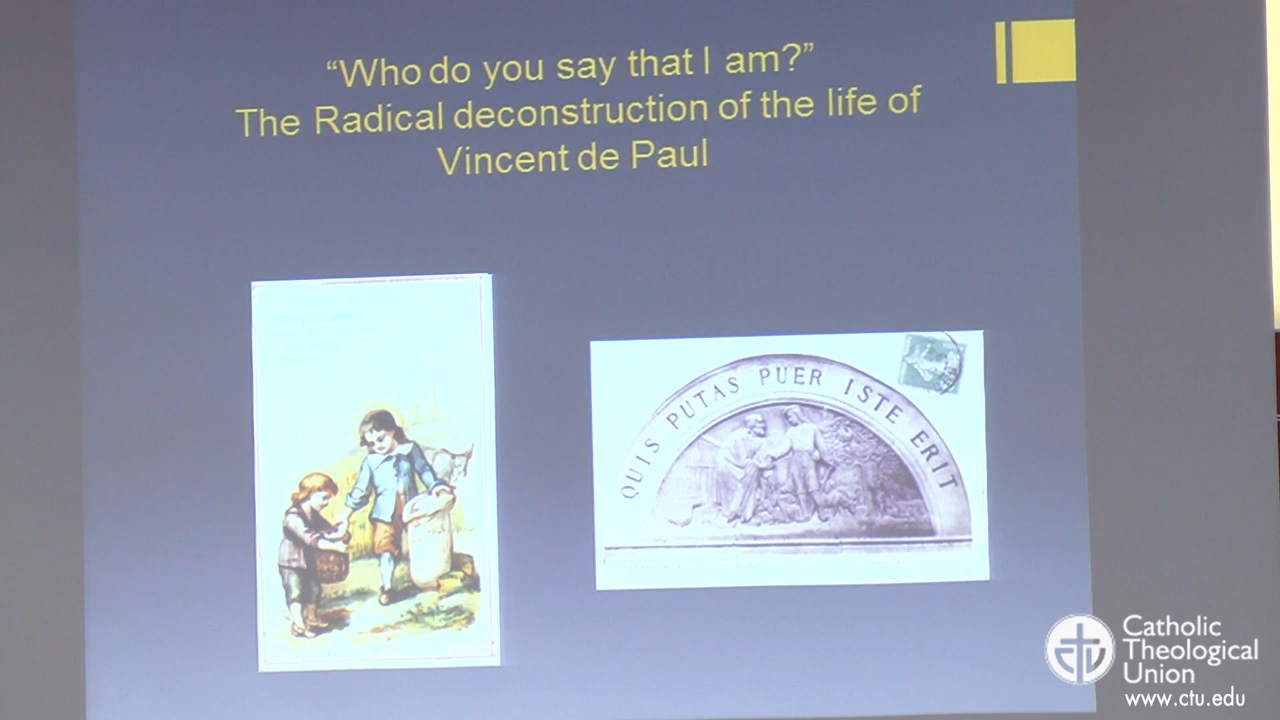 “Who do you say that I am?”
The Radical deconstruction of the life of
Vincent de Paul
QUIS PUTAS PUER ISTE ERIT
Catholic
Theological
Union
www.ctu.edu